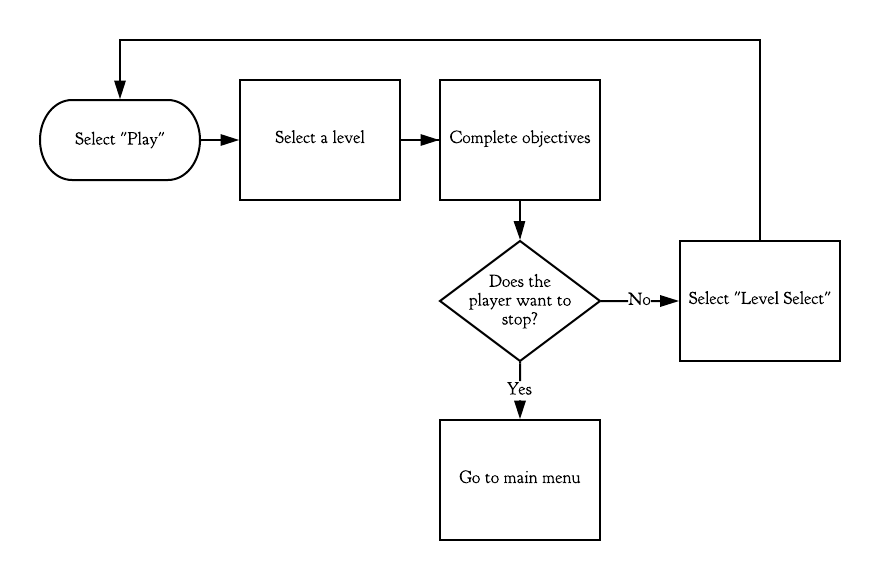 Select "Play"
Select a level
Complete objectives
Does the
player want to
stop?
No
Select "Level Select"
Yes
Go to main menu